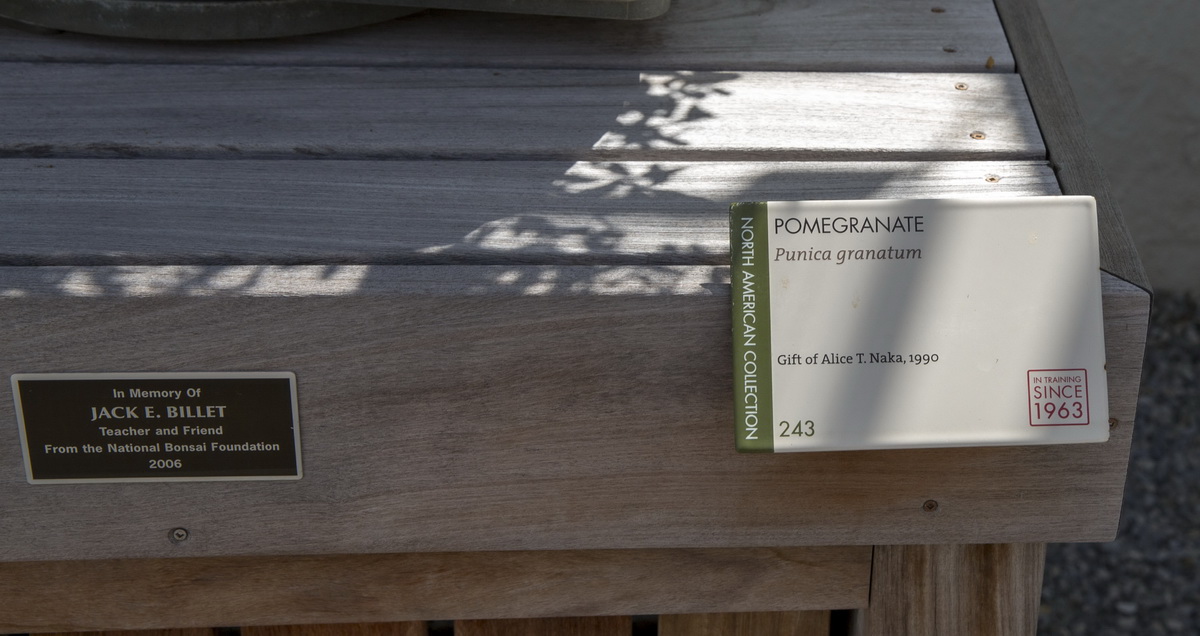 In Memory Of
JACK E. BILLET
Teacher and Friend
From the National Bonsai Foundation
2006
NORTH AMERICAN COLLECTION
POMEGRANATE
Punica granatum
Gift of Alice T. Naka, 1990
243
IN TRAINING
SINCE
1963